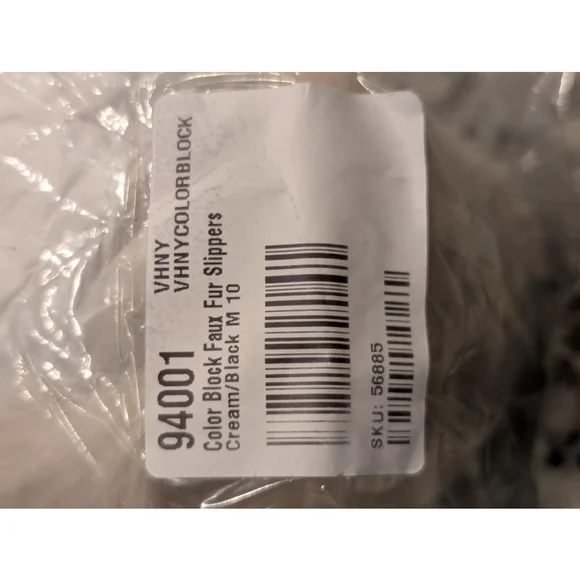 94001
VHNY
VHNYCOLORBLOCK
Color Block Faux Fur Slippers
Cream/Black M 10
SKU: 56885